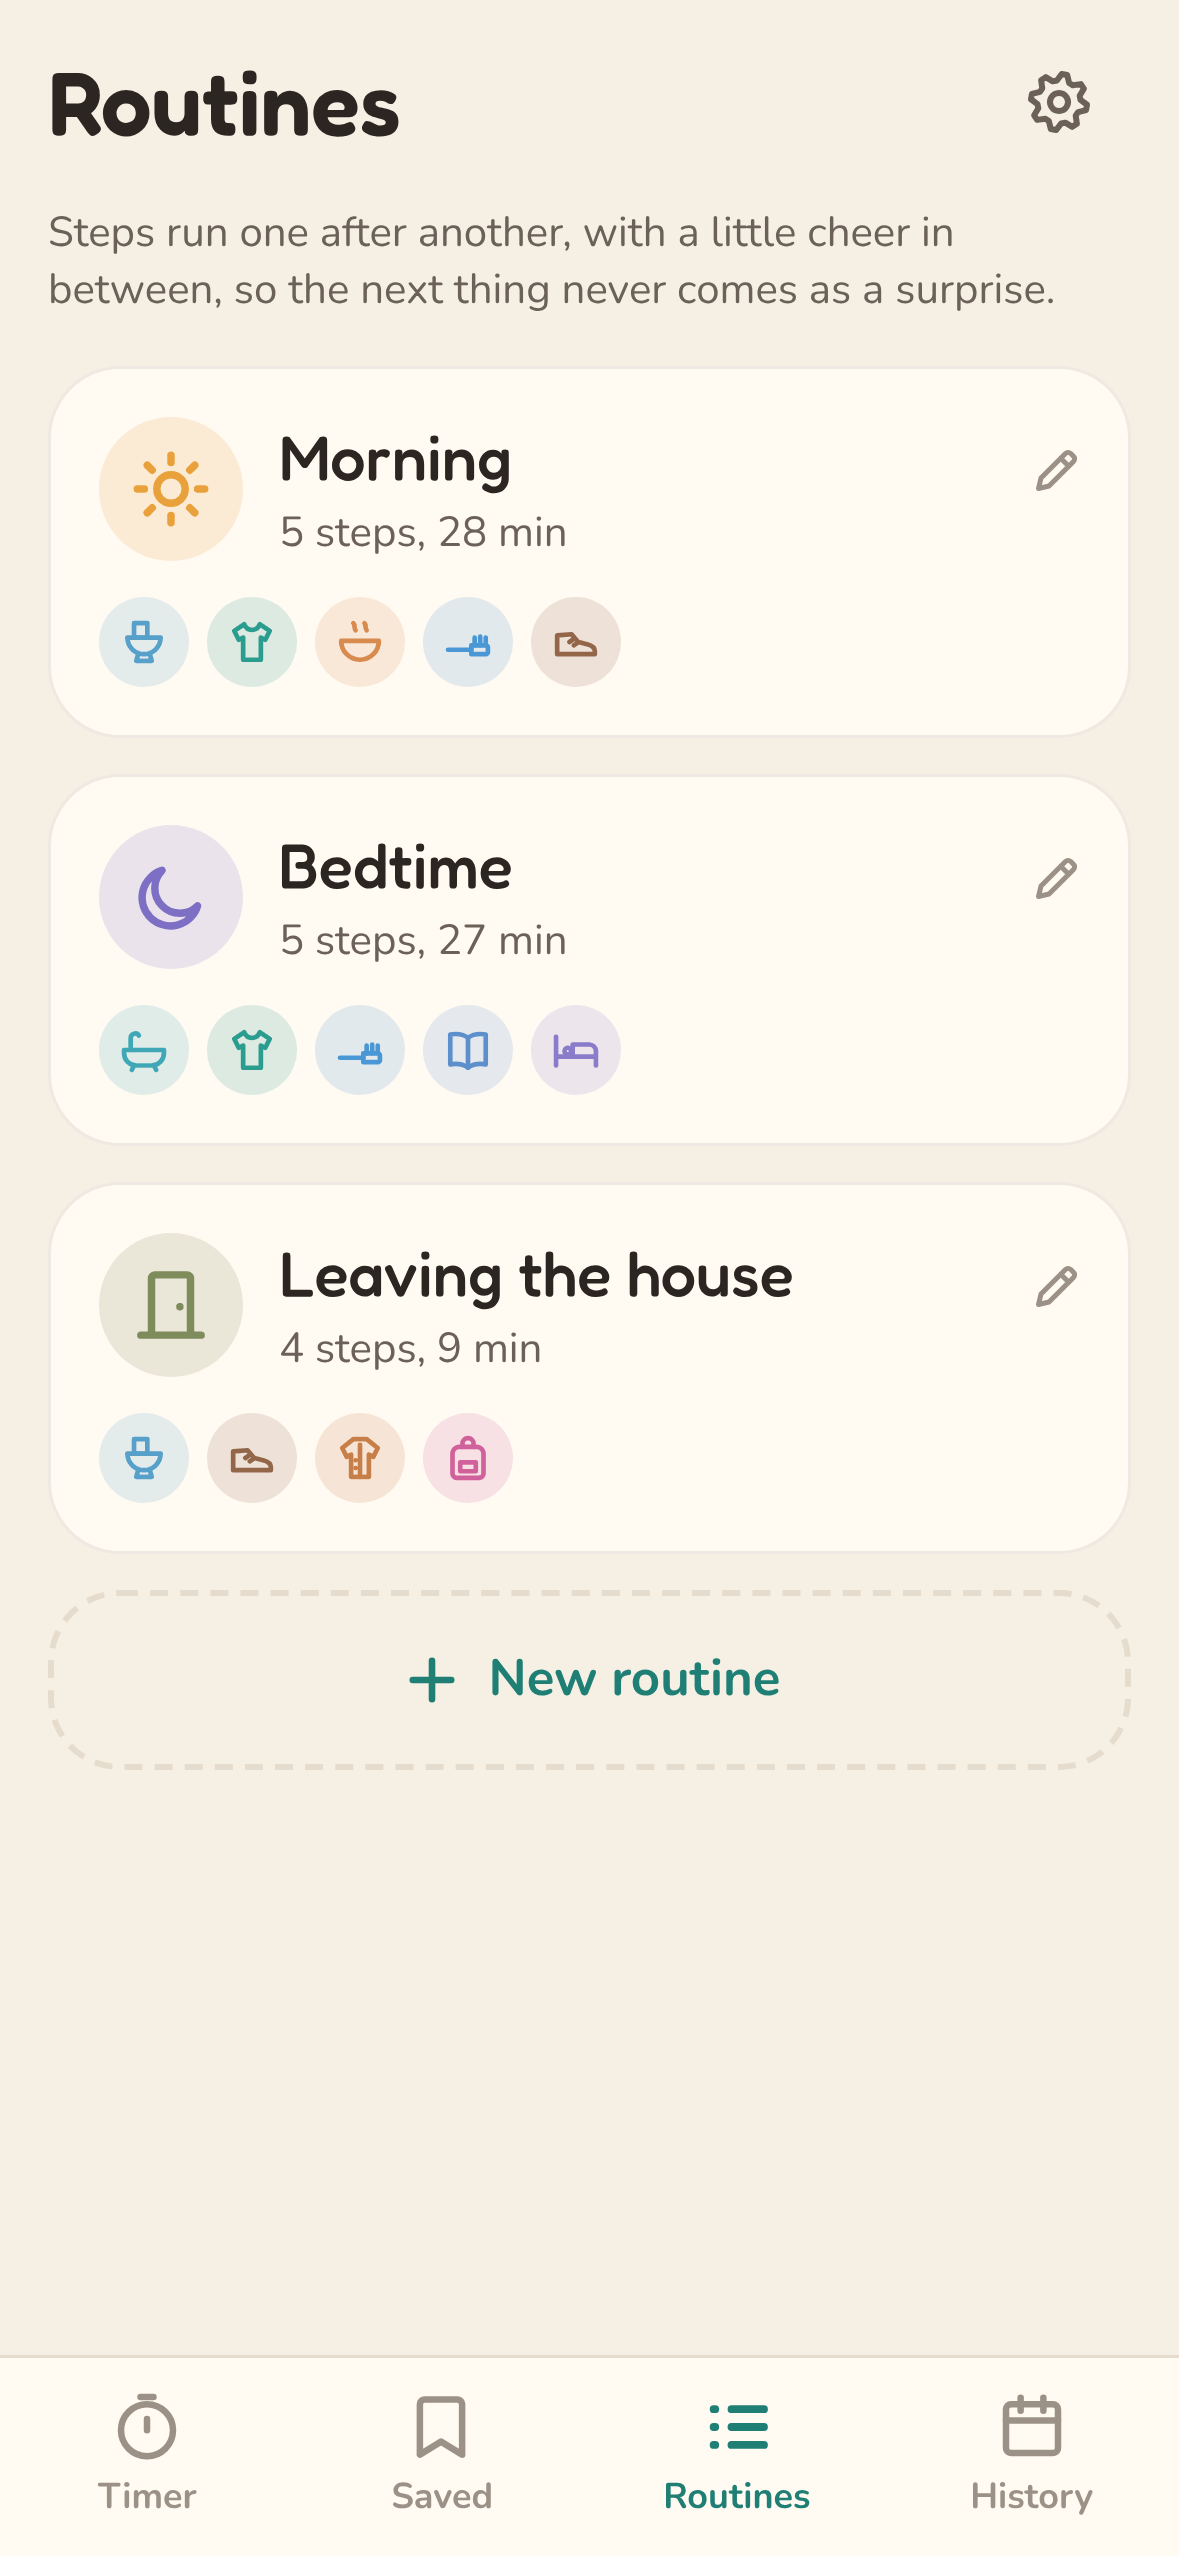 Routines
Steps run one after another, with a little cheer in
between, so the next thing never comes as a surprise.
Morning
5 steps, 28 min
Bedtime
5 steps, 27 min
Leaving the house
4 steps, 9 min
New routine
Timer
Saved
Routines
History